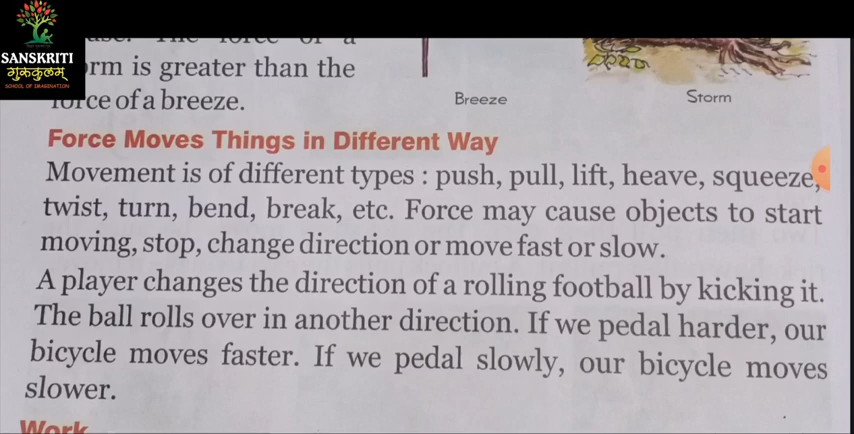 SANSKRITI
गुरुकुलम्
SCHOOL OF IMAGINATION
is greater than the
of a breeze.
Breeze
Storm
Force Moves Things in Different Way
Movement is of different types : push, pull, lift, heave, squeeze,
twist, turn, bend, break, etc. Force may cause objects to start
moving, stop, change direction or move fast or slow.
A player changes the direction of a rolling football by kicking it.
The ball rolls over in another direction. If we pedal harder, our
bicycle moves faster. If we pedal slowly, our bicycle moves
slower.
Work